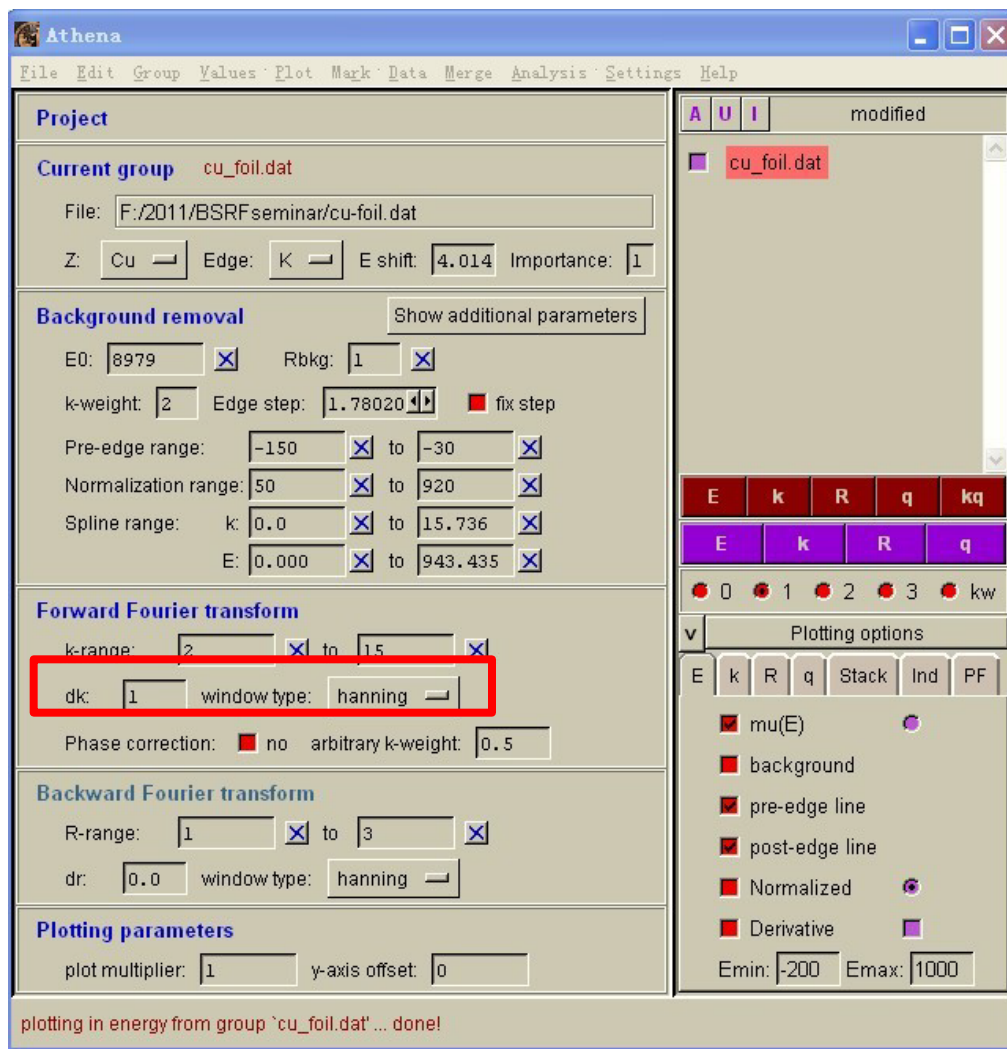 Athena
File Edit Group Values Plot Mark Data Merge Analysis Settings Help
Project
Current group cu_foil.dat
File: F:/2011/BSRFseminar/cu-foil.dat
Z: Cu Edge: K E shift: 4.014 Importance: 1
Background removal Show additional parameters
E0: 8979 Rbkg: 1
k-weight: 2 Edge step: 1.78020 fix step
Pre-edge range: -150 to -30
Normalization range: 50 to 920
Spline range: k: 0.0 to 15.736
E: 0.000 to 943.435
Forward Fourier transform
k-range: 2 to 15
dk: 1 window type: hanning
Phase correction: no arbitrary k-weight: 0.5
Backward Fourier transform
R-range: 1 to 3
dr: 0.0 window type: hanning
Plotting parameters
plot multiplier: 1 y-axis offset: 0
A U I modified
cu_foil.dat
E k R q kq
E k R q
0 1 2 3 kw
v Plotting options
E k R q Stack Ind PF
mu(E)
background
pre-edge line
post-edge line
Normalized
Derivative
Emin: -200 Emax: 1000
plotting in energy from group `cu_foil.dat' ... done!